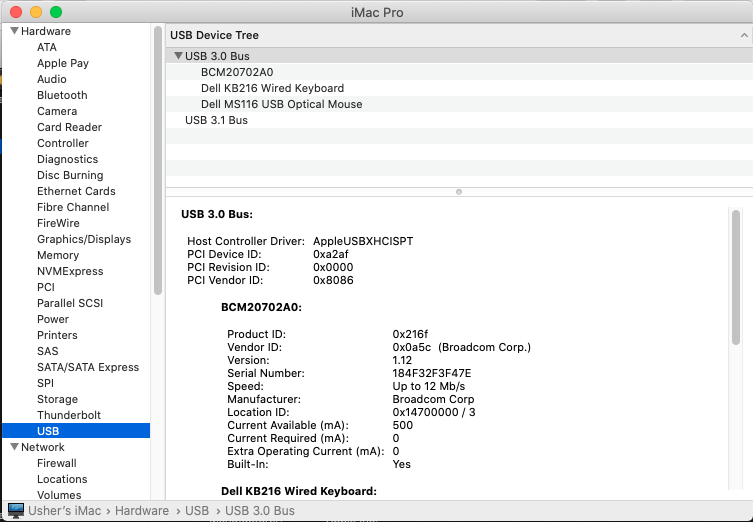 iMac Pro
Hardware
ATA
Apple Pay
Audio
Bluetooth
Camera
Card Reader
Controller
Diagnostics
Disc Burning
Ethernet Cards
Fibre Channel
FireWire
Graphics/Displays
Memory
NVMExpress
PCI
Parallel SCSI
Power
Printers
SAS
SATA/SATA Express
SPI
Storage
Thunderbolt
USB
Network
Firewall
Locations
Volumes
USB Device Tree
USB 3.0 Bus
BCM20702A0
Dell KB216 Wired Keyboard
Dell MS116 USB Optical Mouse
USB 3.1 Bus
USB 3.0 Bus:
Host Controller Driver: AppleUSBXHCISPT
PCI Device ID: 0xa2af
PCI Revision ID: 0x0000
PCI Vendor ID: 0x8086
BCM20702A0:
Product ID: 0x216f
Vendor ID: 0x0a5c (Broadcom Corp.)
Version: 1.12
Serial Number: 184F32F3F47E
Speed: Up to 12 Mb/s
Manufacturer: Broadcom Corp
Location ID: 0x14700000 / 3
Current Available (mA): 500
Current Required (mA): 0
Extra Operating Current (mA): 0
Built-In: Yes
Dell KB216 Wired Keyboard:
Usher's iMac › Hardware › USB › USB 3.0 Bus